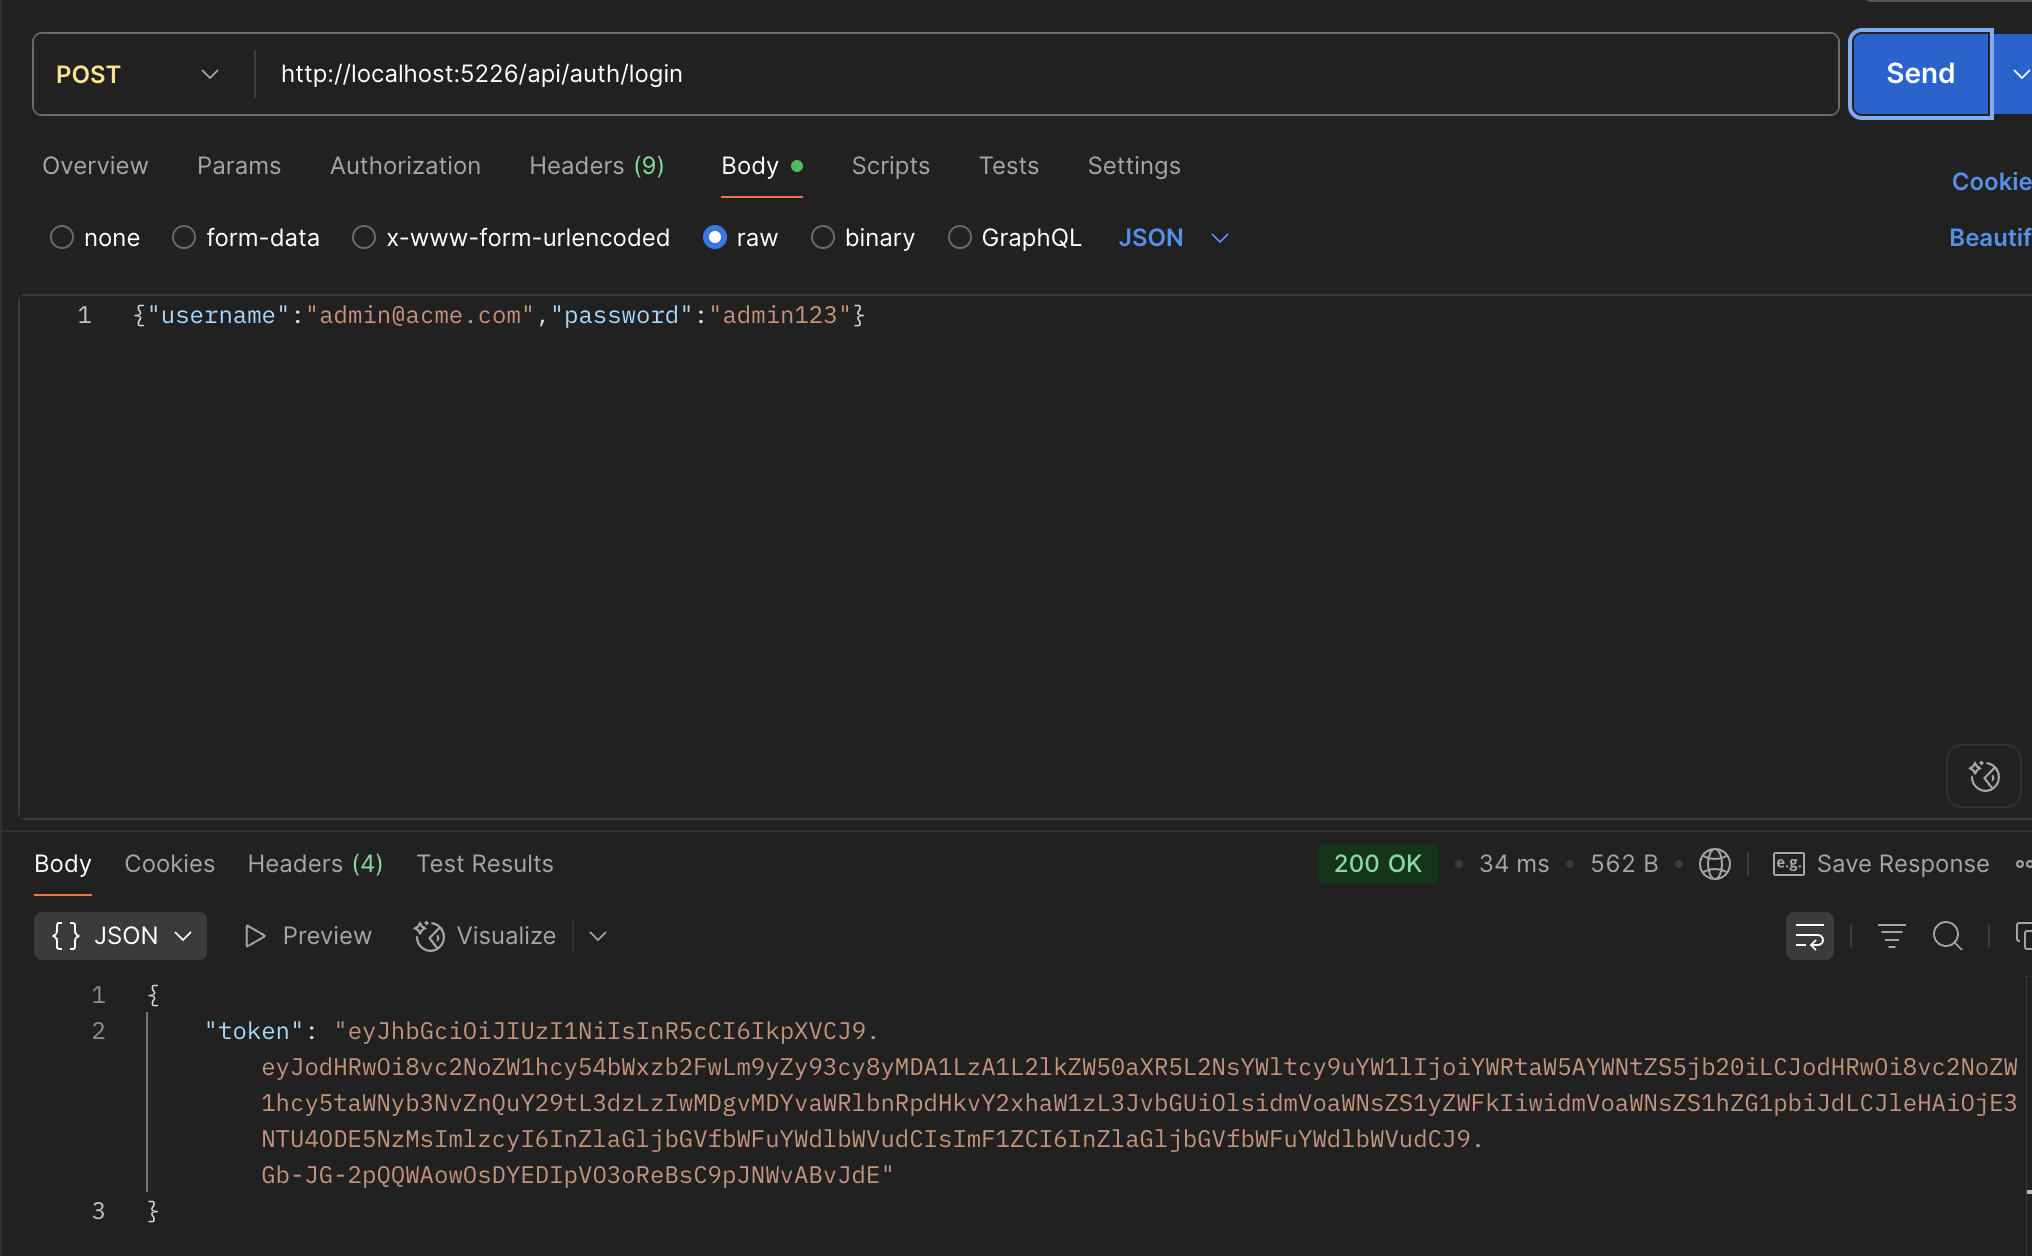 POST
http://localhost:5226/api/auth/login
Send
Overview Params Authorization Headers (9) Body Scripts Tests Settings
Cookie
none form-data x-www-form-urlencoded raw binary GraphQL JSON
Beautif
1 {"username":"admin@acme.com","password":"admin123"}
Body Cookies Headers (4) Test Results
200 OK • 34 ms • 562 B • e.g. Save Response
{} JSON Preview Visualize
1 {
2 "token": "eyJhbGciOiJIUzI1NiIsInR5cCI6IkpXVCJ9.
eyJodHRwOi8vc2NoZW1hcy54bWxzb2FwLm9yZy93cy8yMDA1LzA1L2lkZW50aXR5L2NsYWltcy9uYW1lIjoiYWRtaW5AYWNtZS5jb20iLCJodHRwOi8vc2NoZW
1hcy5taWNyb3NvZnQuY29tL3dzLzIwMDgvMDYvaWRlbnRpdHkvY2xhaW1zL3JvbGUiOlsidmVoaWNsZS1yZWFkIiwidmVoaWNsZS1hZG1pbiJdLCJleHAiOjE3
NTU4ODE5NzMsImlzcyI6InZlaGljbGVfbWFuYWdlbWVudCIsImF1ZCI6InZlaGljbGVfbWFuYWdlbWVudCJ9.
Gb-JG-2pQQWAowOsDYEDIpVO3oReBsC9pJNWvABvJdE"
3 }